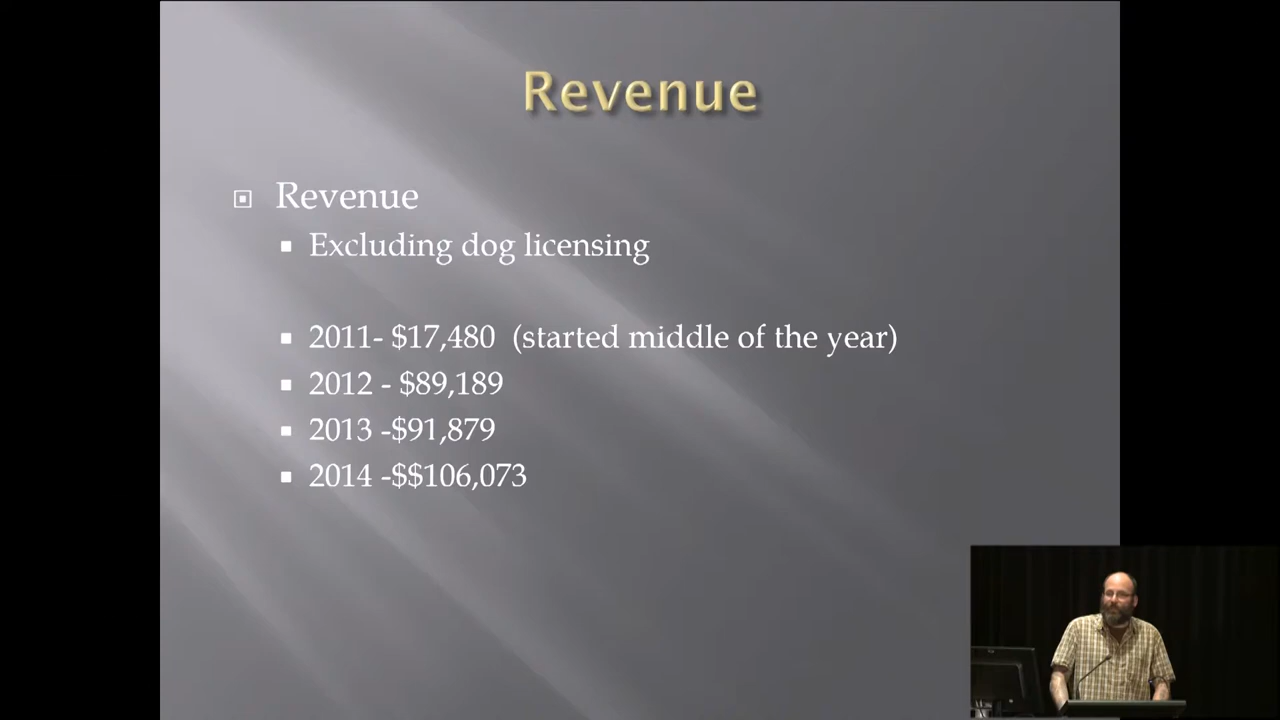 Revenue
Revenue
Excluding dog licensing
2011- $17,480 (started middle of the year)
2012 - $89,189
2013 -$91,879
2014 -$$106,073